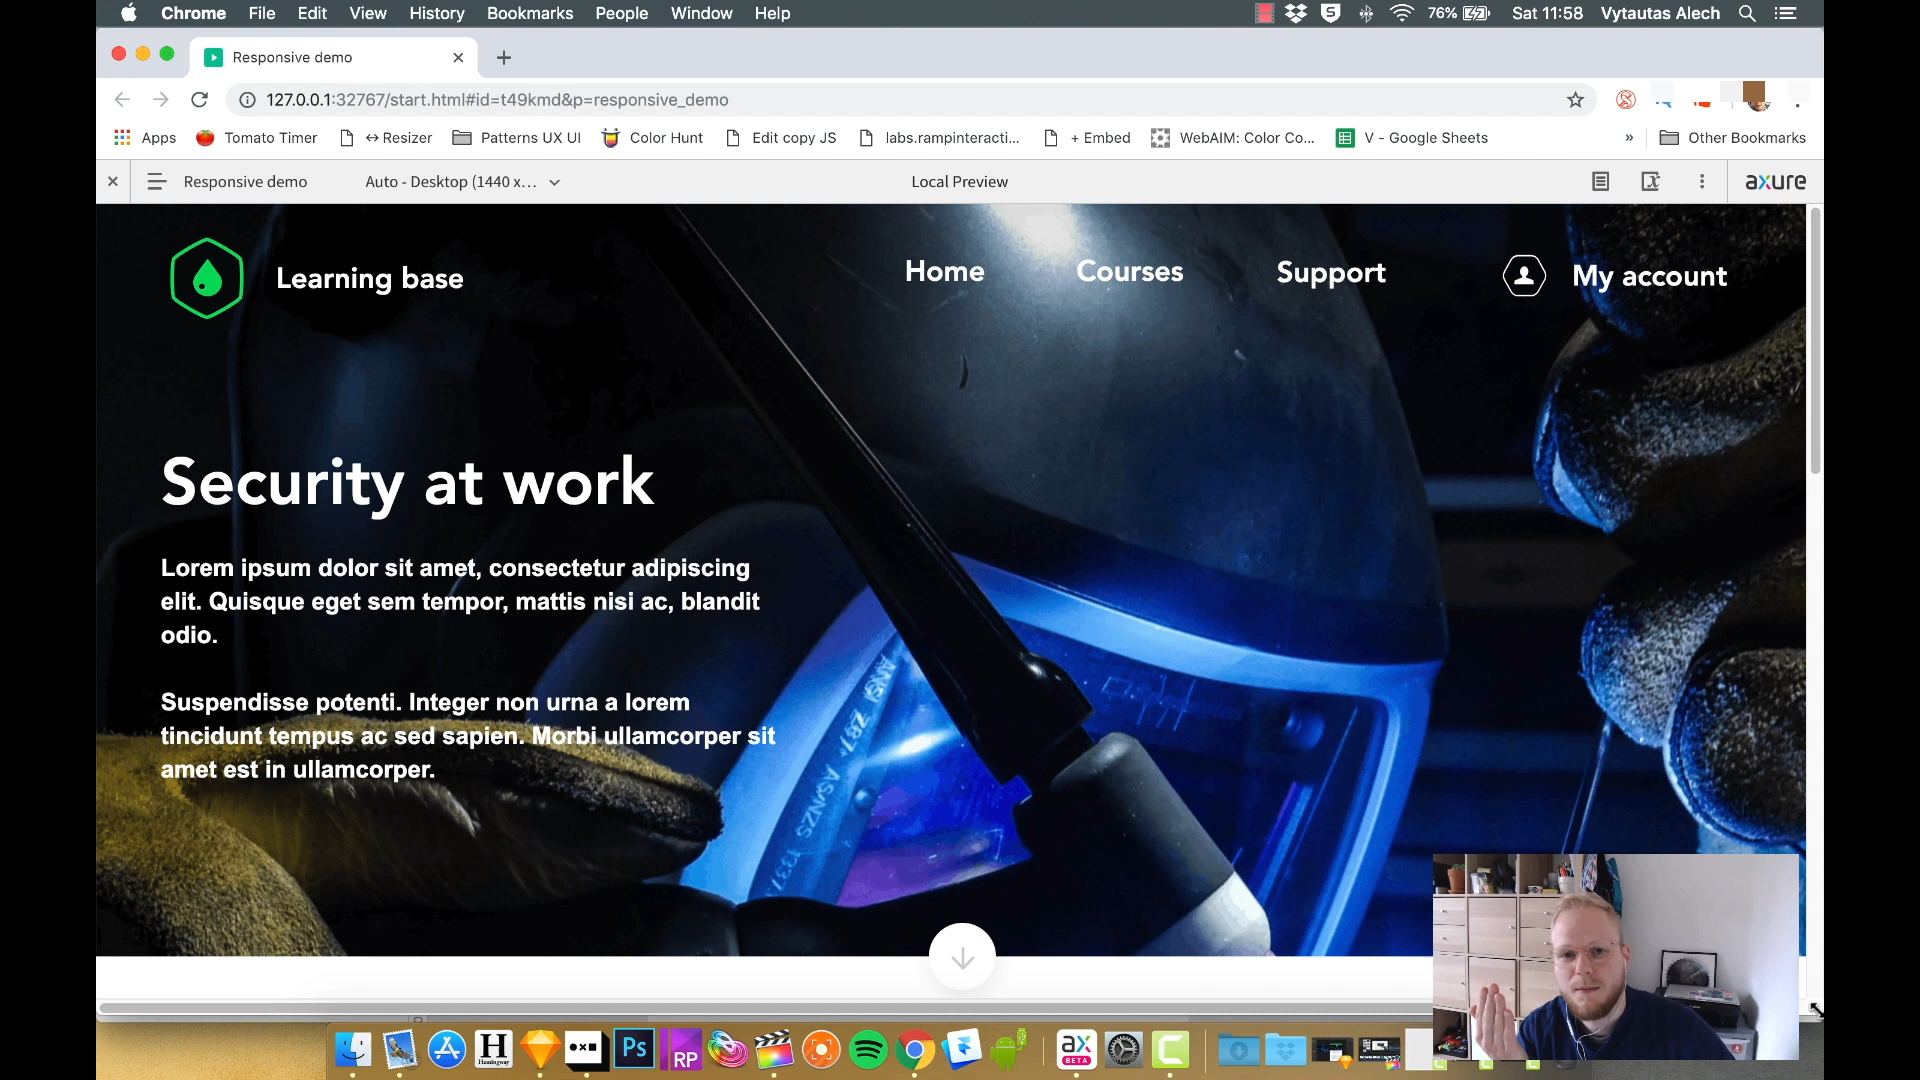 Chrome File Edit View History Bookmarks People Window Help 76% Sat 11:58 Vytautas Alech
Responsive demo
127.0.0.1:32767/start.html#id=t49kmd&p=responsive_demo
Apps Tomato Timer ↔Resizer Patterns UX UI Color Hunt Edit copy JS labs.rampinteracti... + Embed WebAIM: Color Co... V - Google Sheets » Other Bookmarks
Responsive demo Auto - Desktop (1440 x... Local Preview axure
Learning base Home Courses Support My account
Security at work
Lorem ipsum dolor sit amet, consectetur adipiscing
elit. Quisque eget sem tempor, mattis nisi ac, blandit
odio.
Suspendisse potenti. Integer non urna a lorem
tincidunt tempus ac sed sapien. Morbi ullamcorper sit
amet est in ullamcorper.
ANSI Z87+
H Hemingway Ps RP ax BETA